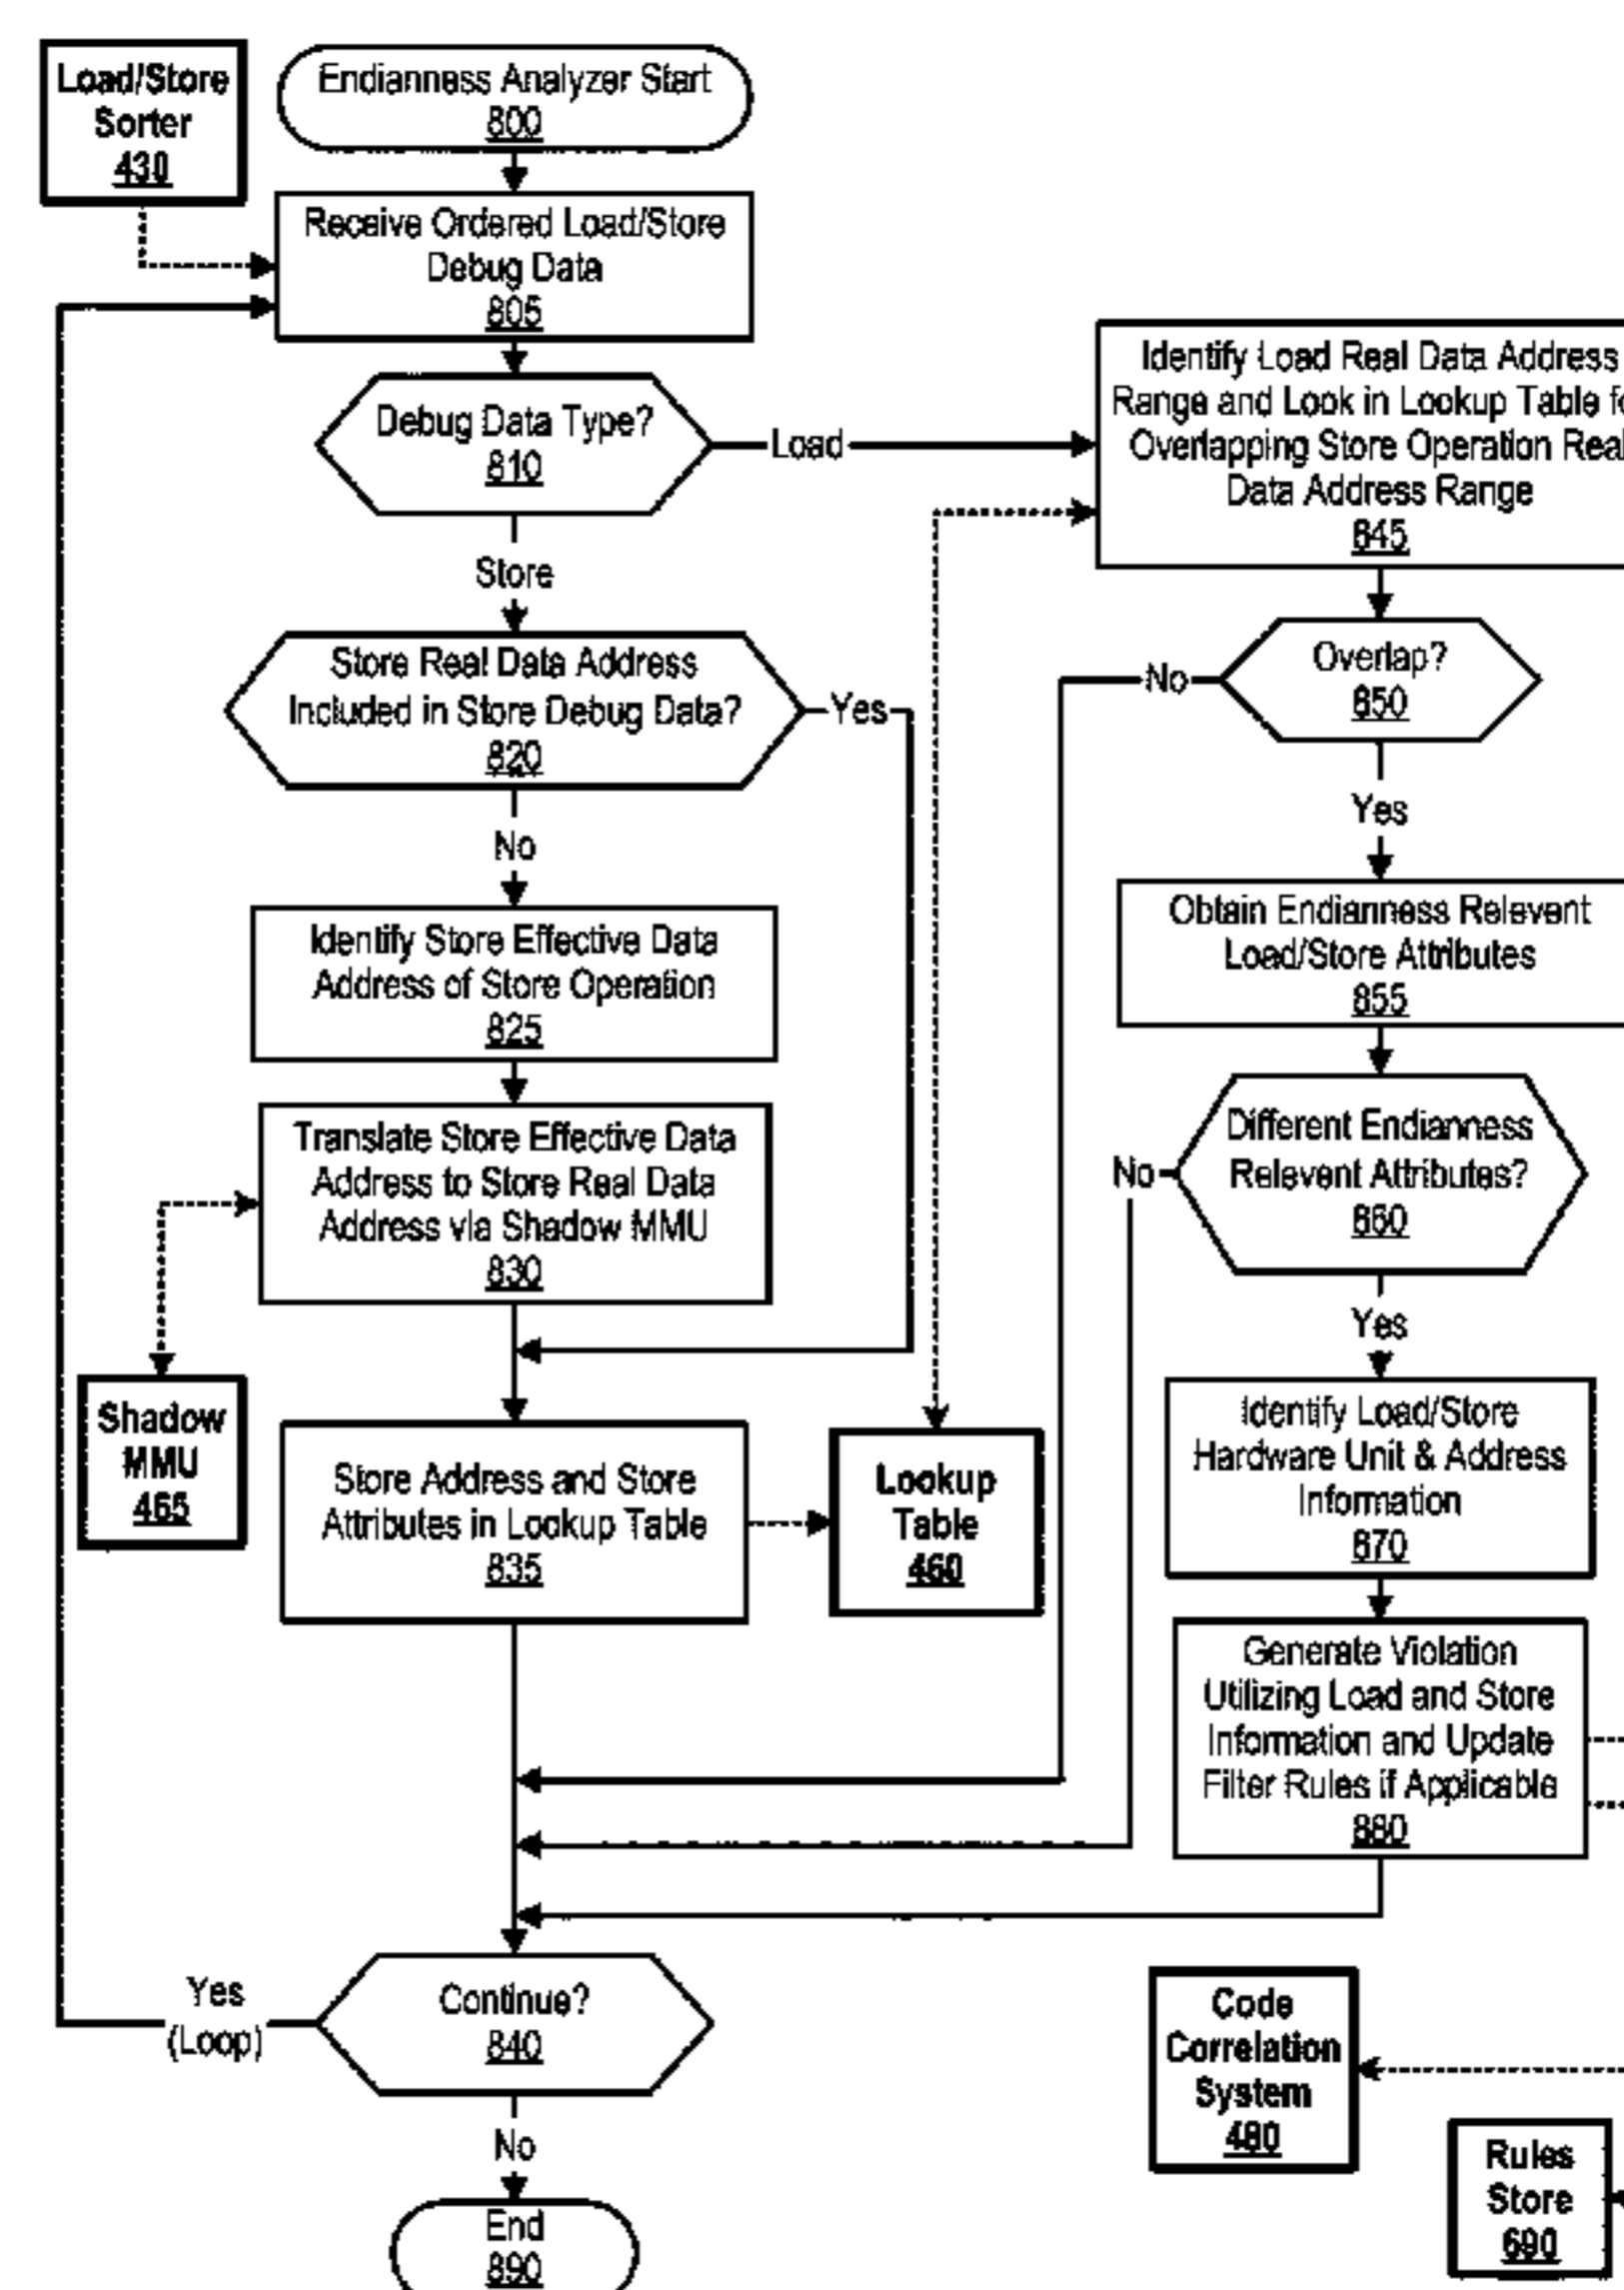 Load/Store
Sorter
430
Endianness Analyzer Start
800
Receive Ordered Load/Store
Debug Data
805
Debug Data Type?
810
Load
Store
Store Real Data Address
Included in Store Debug Data?
820
Yes
No
Identify Store Effective Data
Address of Store Operation
825
Translate Store Effective Data
Address to Store Real Data
Address via Shadow MMU
830
Shadow
MMU
465
Store Address and Store
Attributes in Lookup Table
835
Lookup
Table
460
Identify Load Real Data Address
Range and Look in Lookup Table
Overlapping Store Operation Real
Data Address Range
845
Overlap?
850
No
Yes
Obtain Endianness Relevent
Load/Store Attributes
855
Different Endianness
Relevent Attributes?
860
No
Yes
Identify Load/Store
Hardware Unit & Address
Information
870
Generate Violation
Utilizing Load and Store
Information and Update
Filter Rules if Applicable
880
Continue?
840
Yes
(Loop)
No
End
890
Code
Correlation
System
480
Rules
Store
690